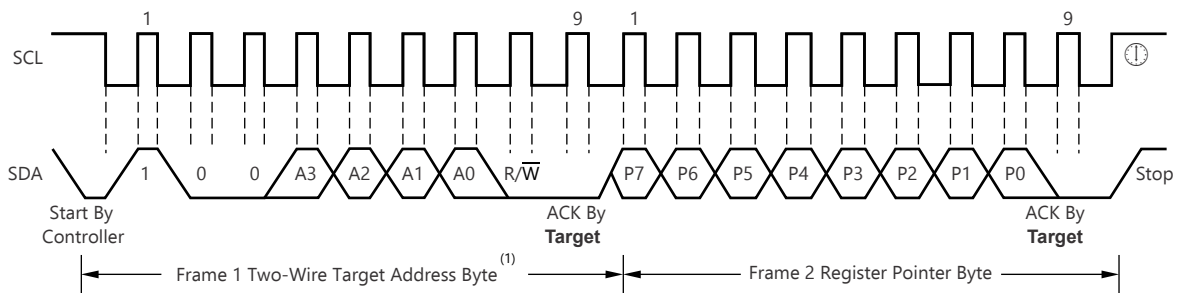 1 9 1 9
SCL
SDA 1 0 0 A3 A2 A1 A0 R/W̅ P7 P6 P5 P4 P3 P2 P1 P0 Stop
Start By ACK By ACK By
Controller Target Target
Frame 1 Two-Wire Target Address Byte (1) Frame 2 Register Pointer Byte